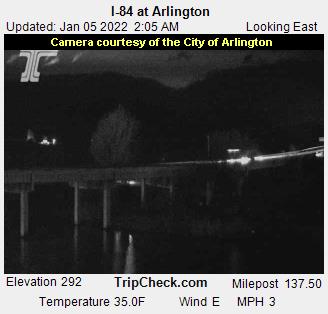 I-84 at Arlington
Updated: Jan 05 2022 2:05 AM Looking East
Camera courtesy of the City of Arlington
Elevation 292 TripCheck.com Milepost 137.50
Temperature 35.0F Wind E MPH 3